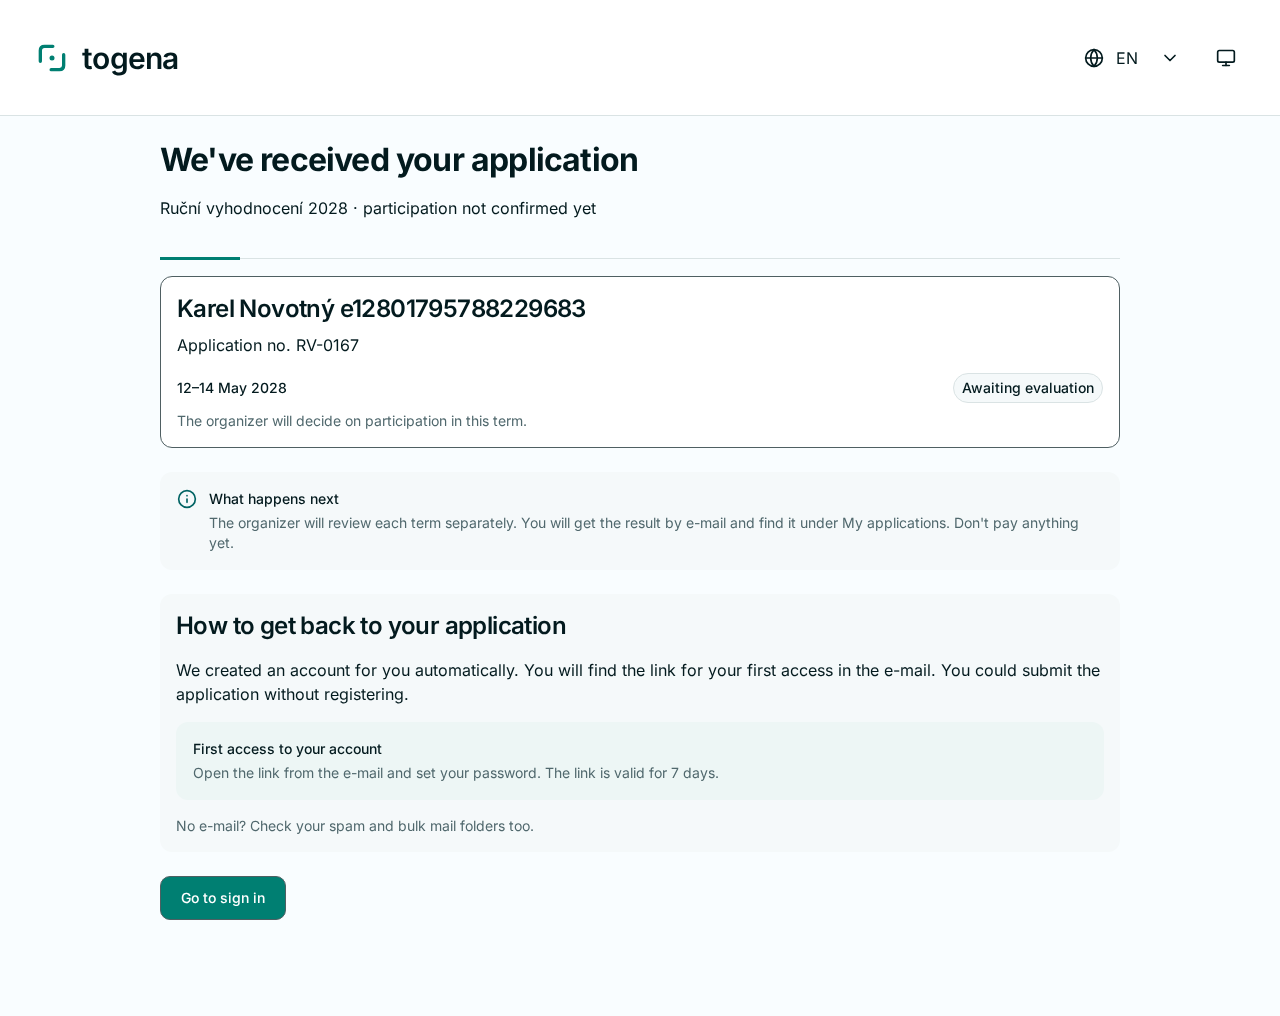 togena
EN
We've received your application
Ruční vyhodnocení 2028 · participation not confirmed yet
Karel Novotný e12801795788229683
Application no. RV-0167
12–14 May 2028
Awaiting evaluation
The organizer will decide on participation in this term.
What happens next
The organizer will review each term separately. You will get the result by e-mail and find it under My applications. Don't pay anything
yet.
How to get back to your application
We created an account for you automatically. You will find the link for your first access in the e-mail. You could submit the
application without registering.
First access to your account
Open the link from the e-mail and set your password. The link is valid for 7 days.
No e-mail? Check your spam and bulk mail folders too.
Go to sign in